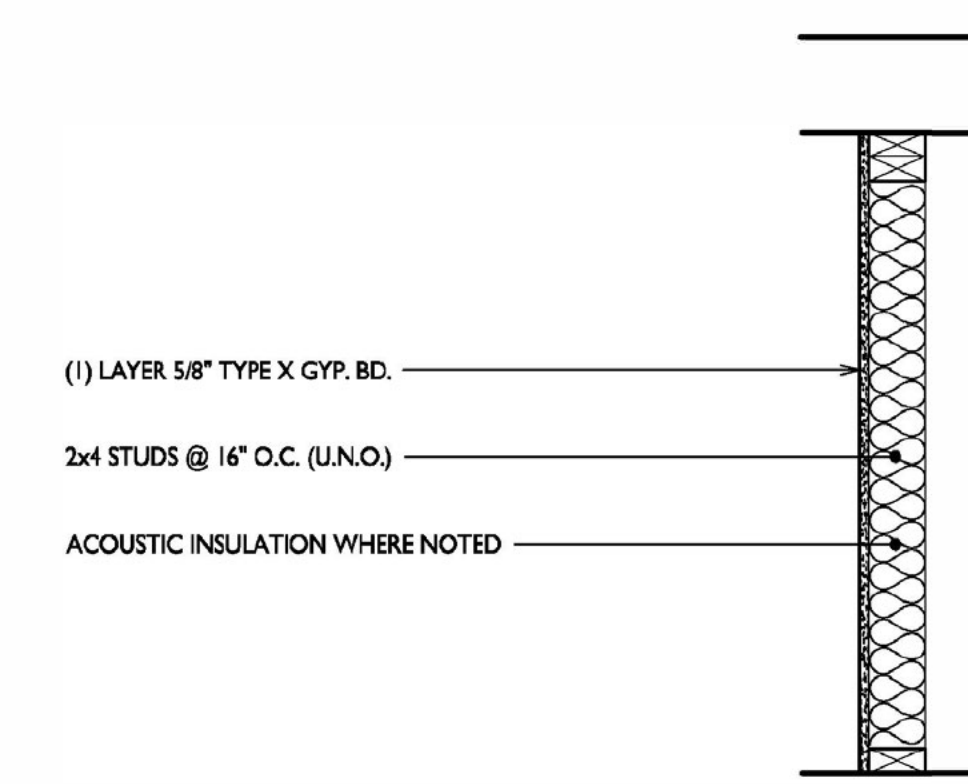 (1) LAYER 5/8" TYPE X GYP. BD.
2x4 STUDS @ 16" O.C. (U.N.O.)
ACOUSTIC INSULATION WHERE NOTED